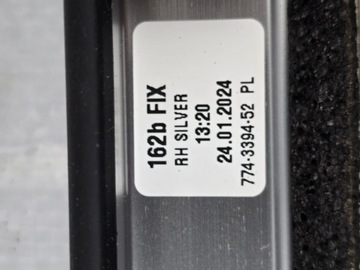 162b FIX
RH SILVER
13:20
24.01.2024
774-3394-52 PL